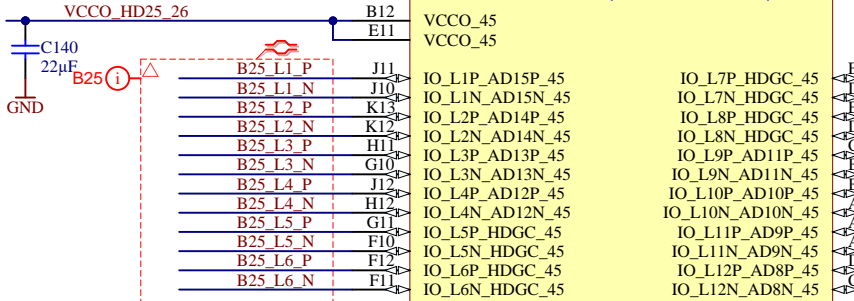 VCCO_HD25_26
B12
VCCO_45
E11
VCCO_45
C140
22µF
GND
B25
i
B25_L1_P J11 IO_L1P_AD15P_45 IO_L7P_HDGC_45
B25_L1_N J10 IO_L1N_AD15N_45 IO_L7N_HDGC_45
B25_L2_P K13 IO_L2P_AD14P_45 IO_L8P_HDGC_45
B25_L2_N K12 IO_L2N_AD14N_45 IO_L8N_HDGC_45
B25_L3_P H11 IO_L3P_AD13P_45 IO_L9P_AD11P_45
B25_L3_N G10 IO_L3N_AD13N_45 IO_L9N_AD11N_45
B25_L4_P J12 IO_L4P_AD12P_45 IO_L10P_AD10P_45
B25_L4_N H12 IO_L4N_AD12N_45 IO_L10N_AD10N_45
B25_L5_P G11 IO_L5P_HDGC_45 IO_L11P_AD9P_45
B25_L5_N F10 IO_L5N_HDGC_45 IO_L11N_AD9N_45
B25_L6_P F12 IO_L6P_HDGC_45 IO_L12P_AD8P_45
B25_L6_N F11 IO_L6N_HDGC_45 IO_L12N_AD8N_45